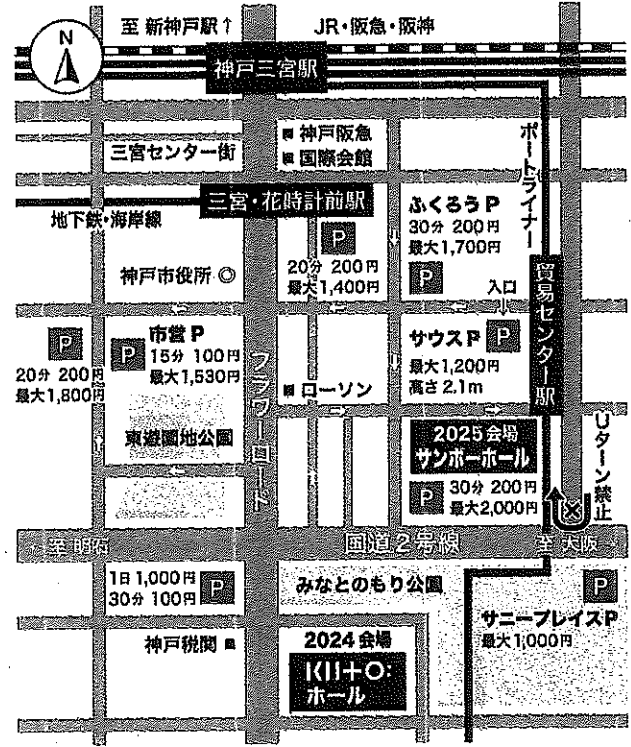 至 新神戸駅↑
JR・阪急・阪神
N
神戸三宮駅
三宮センター街
神戸阪急
国際会館
ポートライナー
地下鉄・海岸線
三宮・花時計前駅
ふくろうP
30分 200円
最大1,700円
P
P
20分 200円
最大1,400円
神戸市役所
入口
貿易センター駅
P
20分 200円
最大1,800円
P
市営P
15分 100円
最大1,530円
フラワーロード
サウスP
P
最大1,200円
高さ2.1m
ローソン
東遊園地公園
2025会場
サンボーホール
P
30分 200円
最大2,000円
Uターン禁止
至 明石
国道2号線
至 大阪
1日1,000円
30分 100円
P
みなとのもり公園
P
サニープレイスP
最大1,000円
神戸税関
2024会場
KIITO:
ホール